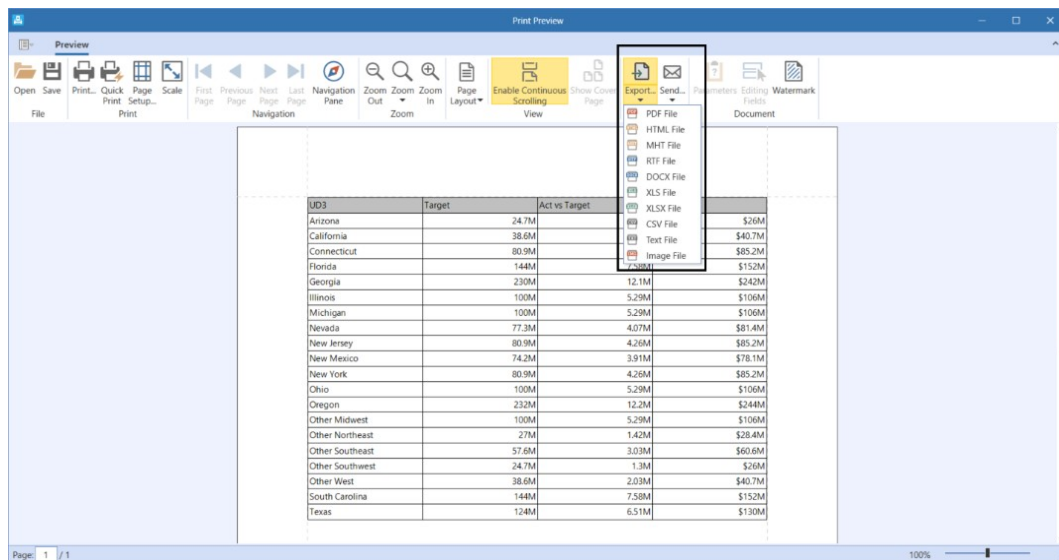 Print Preview
Preview
Open Save Print... Quick Print Page Setup... Scale First Page Previous Page Next Page Last Page Navigation Pane Zoom Out Zoom Zoom In Page Layout Enable Continuous Scrolling Show Cover Page Export... Send... Parameters Editing Fields Watermark
File Print Navigation Zoom View Document
PDF File
HTML File
MHT File
RTF File
DOCX File
XLS File
XLSX File
CSV File
Text File
Image File
UD3 Target Act vs Target
Arizona 24.7M $26M
California 38.6M $40.7M
Connecticut 80.9M $85.2M
Florida 144M 7.58M $152M
Georgia 230M 12.1M $242M
Illinois 100M 5.29M $106M
Michigan 100M 5.29M $106M
Nevada 77.3M 4.07M $81.4M
New Jersey 80.9M 4.26M $85.2M
New Mexico 74.2M 3.91M $78.1M
New York 80.9M 4.26M $85.2M
Ohio 100M 5.29M $106M
Oregon 232M 12.2M $244M
Other Midwest 100M 5.29M $106M
Other Northeast 27M 1.42M $28.4M
Other Southeast 57.6M 3.03M $60.6M
Other Southwest 24.7M 1.3M $26M
Other West 38.6M 2.03M $40.7M
South Carolina 144M 7.58M $152M
Texas 124M 6.51M $130M
Page: 1 / 1 100%